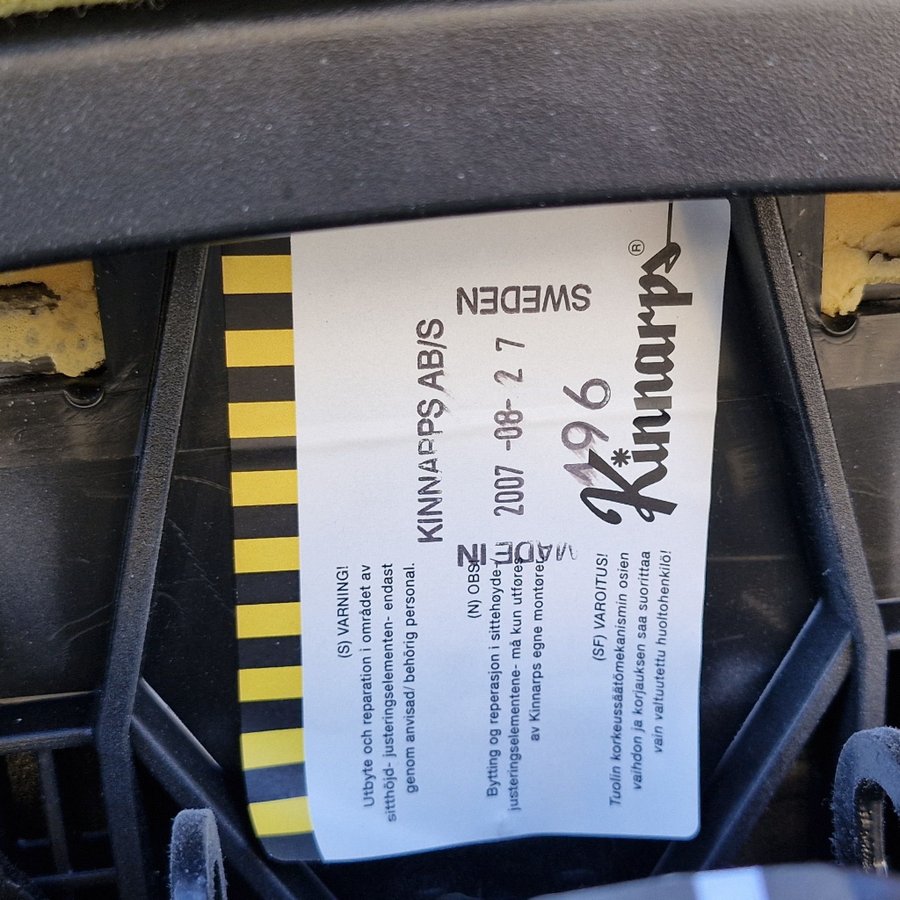 (S) VARNING!
Utbyte och reparation i området av
sitthöjd- justeringselementen- endast
genom anvisad/ behörig personal.
(N) OBS
Bytting og reperasjon i sittehøyde-
justeringselementene- må kun utføres
av Kinnarps egne montører
(SF) VAROITUS!
Tuolin korkeussäätömekanismin osien
vaihdon ja korjauksen saa suorittaa
vain valtuutettu huoltohenkilö!
KINNARPS AB/S
MADE IN SWEDEN
2007-08-27
196
Kinnarps®